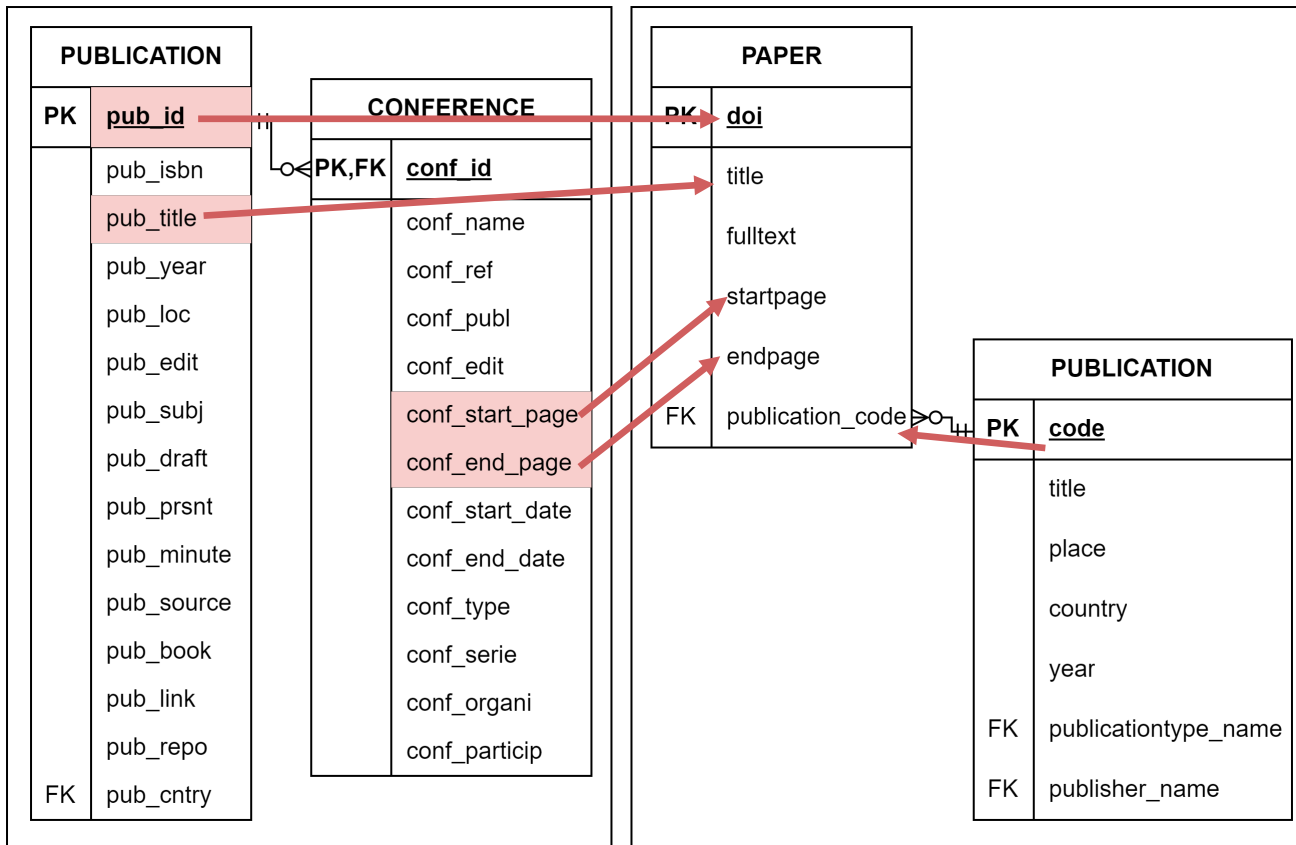 PUBLICATION
PK pub_id
pub_isbn
pub_title
pub_year
pub_loc
pub_edit
pub_subj
pub_draft
pub_prsnt
pub_minute
pub_source
pub_book
pub_link
pub_repo
FK pub_cntry
CONFERENCE
PK,FK conf_id
conf_name
conf_ref
conf_publ
conf_edit
conf_start_page
conf_end_page
conf_start_date
conf_end_date
conf_type
conf_serie
conf_organi
conf_particip
PAPER
PK doi
title
fulltext
startpage
endpage
FK publication_code
PUBLICATION
PK code
title
place
country
year
FK publicationtype_name
FK publisher_name